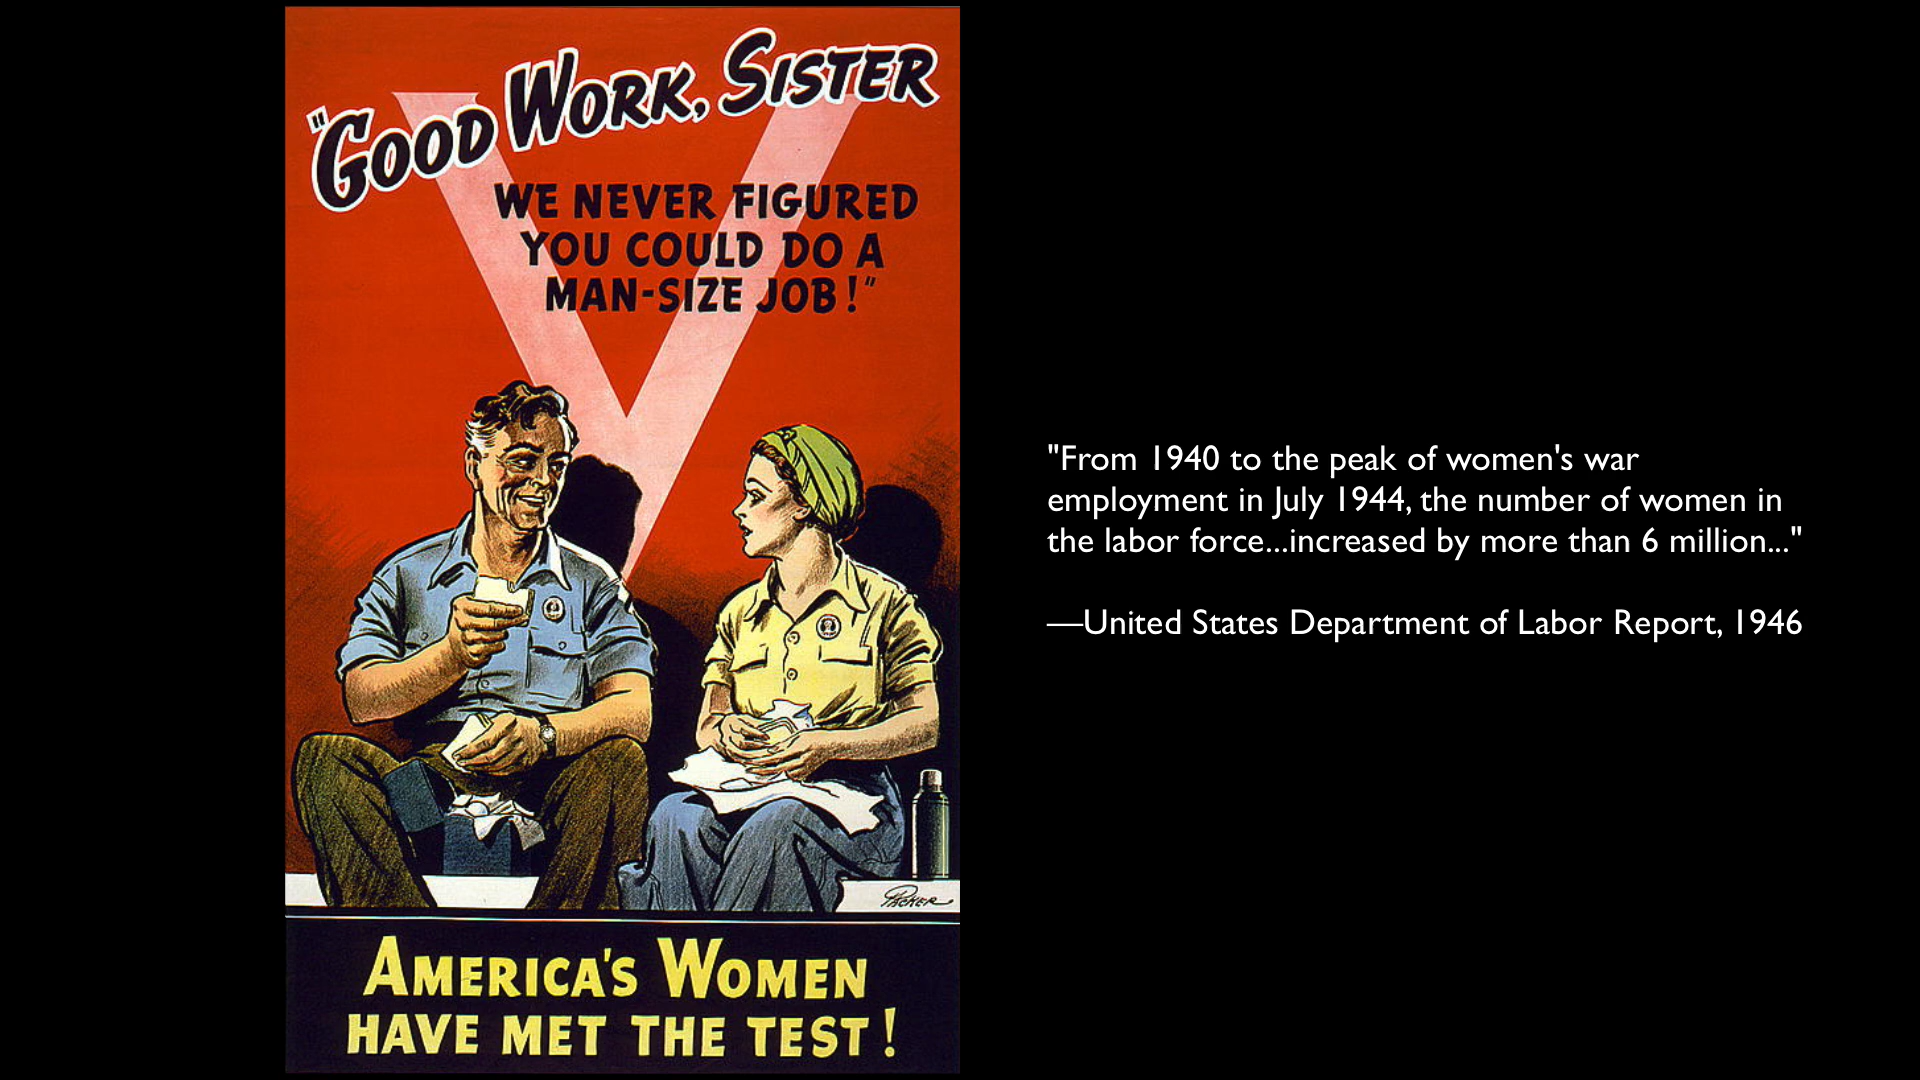 "GOOD WORK, SISTER
WE NEVER FIGURED
YOU COULD DO A
MAN-SIZE JOB!"
PACKER
AMERICA'S WOMEN
HAVE MET THE TEST!
"From 1940 to the peak of women's war
employment in July 1944, the number of women in
the labor force...increased by more than 6 million..."
—United States Department of Labor Report, 1946